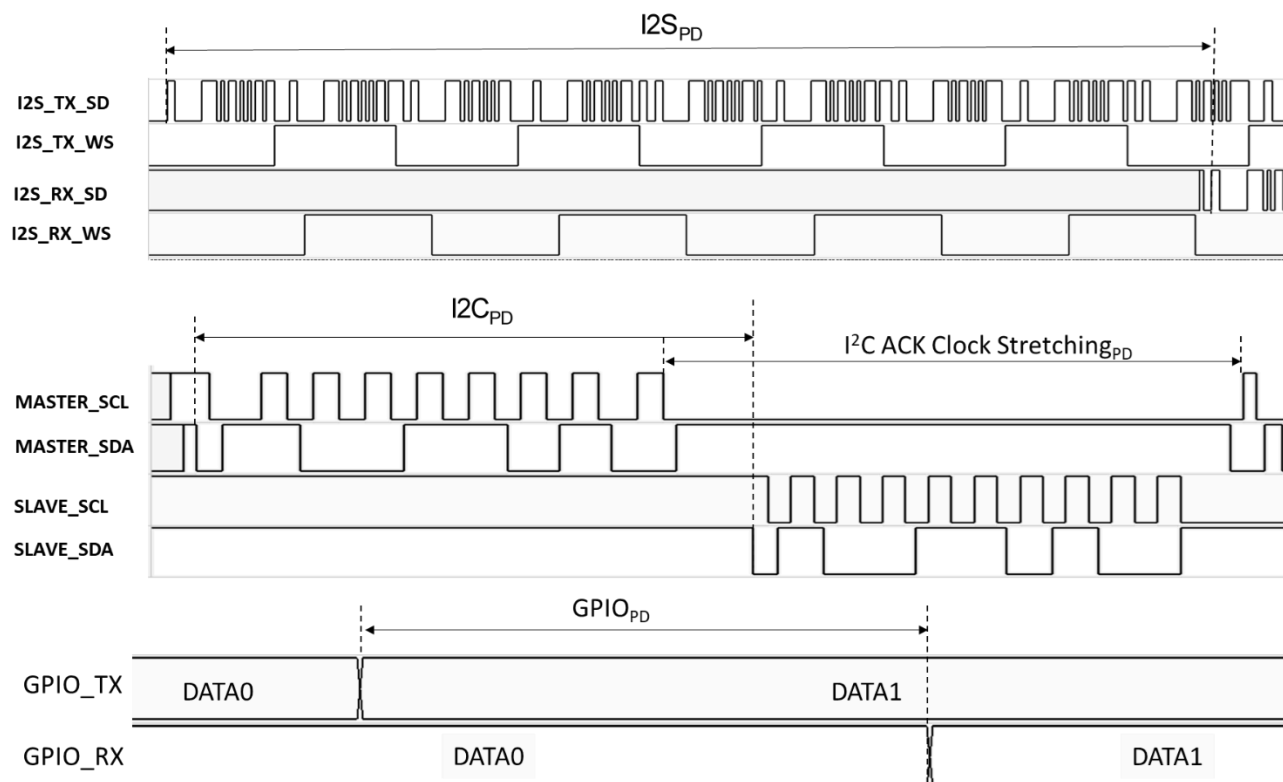 I2S_PD
I2S_TX_SD
I2S_TX_WS
I2S_RX_SD
I2S_RX_WS
I2C_PD
I²C ACK Clock Stretching_PD
MASTER_SCL
MASTER_SDA
SLAVE_SCL
SLAVE_SDA
GPIO_PD
GPIO_TX DATA0 DATA1
GPIO_RX DATA0 DATA1